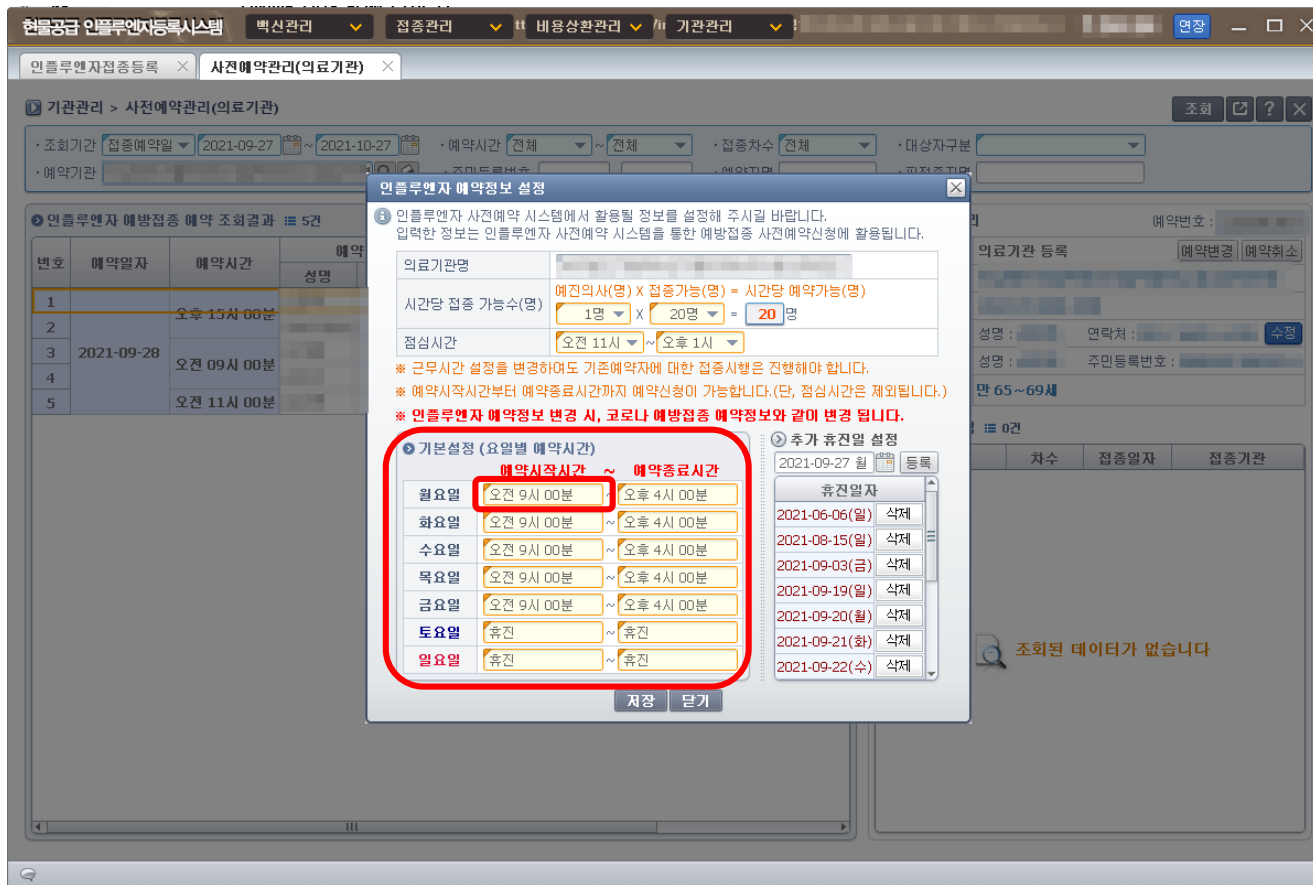 현물공급 인플루엔자등록시스템 백신관리 접종관리 비용상환관리 기관관리 연장
인플루엔자접종등록 사전예약관리(의료기관)
기관관리 > 사전예약관리(의료기관) 조회
· 조회기간 접종예약일 2021-09-27 ~ 2021-10-27 · 예약시간 전체 ~ 전체 · 접종차수 전체 · 대상자구분
· 예약기관
인플루엔자 예약정보 설정
인플루엔자 사전예약 시스템에서 활용될 정보를 설정해 주시길 바랍니다.
입력한 정보는 인플루엔자 사전예약 시스템을 통한 예방접종 사전예약신청에 활용됩니다.
인플루엔자 예방접종 예약 조회결과 5건
번호 예약일자 예약시간 예약
성명
1
오후 15시 00분
2
3 2021-09-28
오전 09시 00분
4
5 오전 11시 00분
의료기관명
시간당 접종 가능수(명) 예진의사(명) X 접종가능(명) = 시간당 예약가능(명)
1명 X 20명 = 20 명
점심시간 오전 11시 ~ 오후 1시
※ 근무시간 설정을 변경하여도 기존예약자에 대한 접종시행은 진행해야 합니다.
※ 예약시작시간부터 예약종료시간까지 예약신청이 가능합니다.(단, 점심시간은 제외됩니다.)
※ 인플루엔자 예약정보 변경 시, 코로나 예방접종 예약정보와 같이 변경 됩니다.
기본설정 (요일별 예약시간)
예약시작시간 ~ 예약종료시간
월요일 오전 9시 00분 ~ 오후 4시 00분
화요일 오전 9시 00분 ~ 오후 4시 00분
수요일 오전 9시 00분 ~ 오후 4시 00분
목요일 오전 9시 00분 ~ 오후 4시 00분
금요일 오전 9시 00분 ~ 오후 4시 00분
토요일 휴진 ~ 휴진
일요일 휴진 ~ 휴진
추가 휴진일 설정
2021-09-27 월 등록
휴진일자
2021-06-06(일) 삭제
2021-08-15(일) 삭제
2021-09-03(금) 삭제
2021-09-19(일) 삭제
2021-09-20(월) 삭제
2021-09-21(화) 삭제
2021-09-22(수) 삭제
저장 닫기
예약번호 :
의료기관 등록 예약변경 예약취소
성명 : 연락처 : 수정
성명 : 주민등록번호 :
만 65~69세
0건
차수 접종일자 접종기관
조회된 데이터가 없습니다